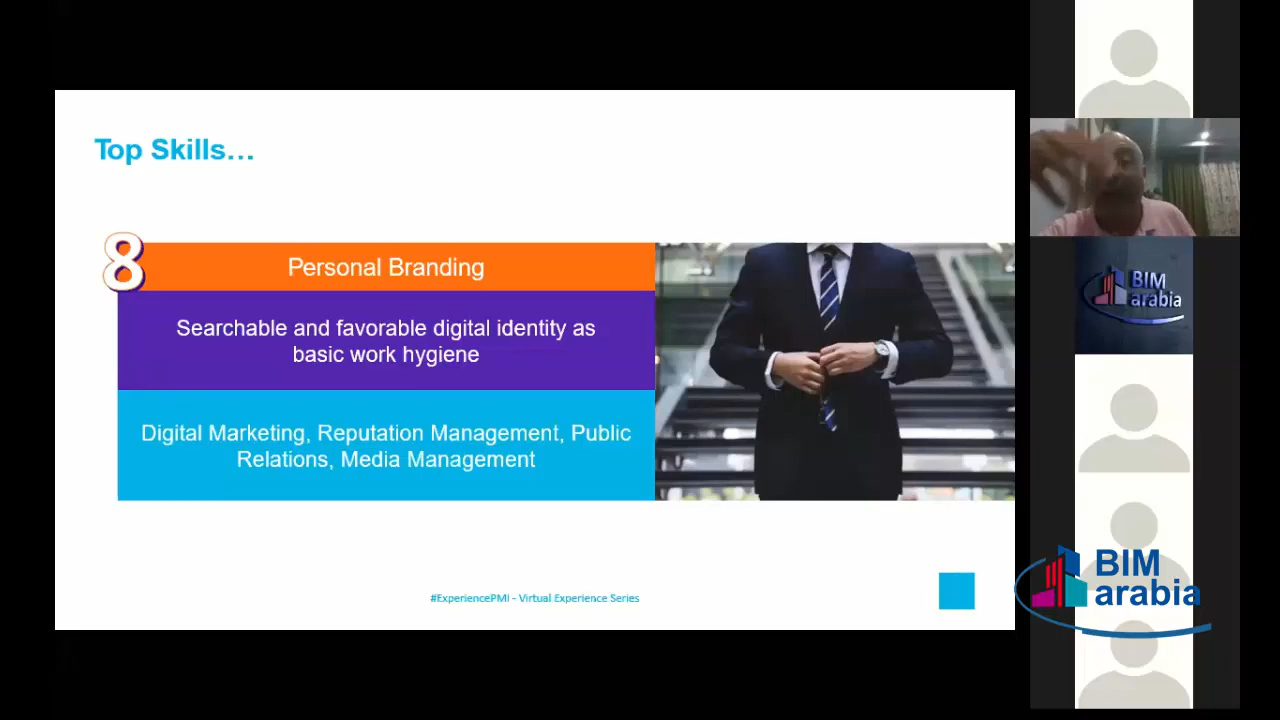 Top Skills…
8
Personal Branding
Searchable and favorable digital identity as
basic work hygiene
Digital Marketing, Reputation Management, Public
Relations, Media Management
#ExperiencePMI - Virtual Experience Series
BIM
arabia
BIM
arabia